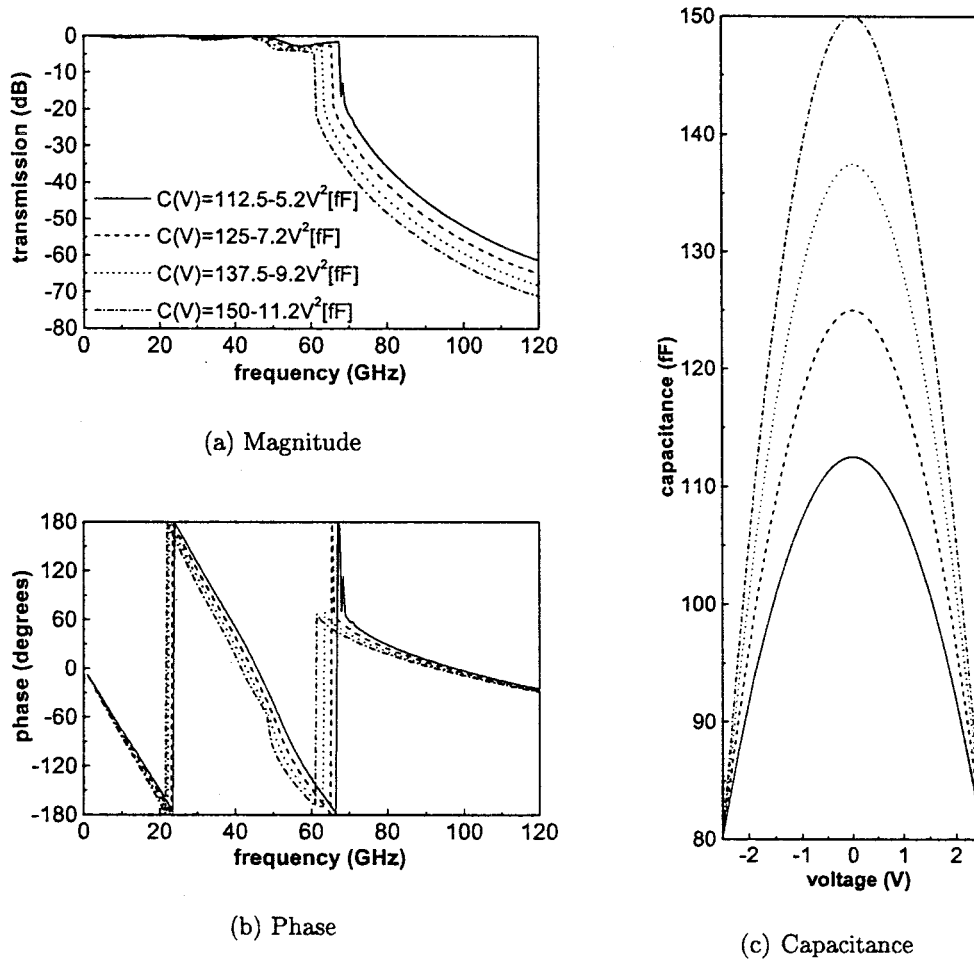 0
-10
-20
-30
-40
-50
-60
-70
-80
transmission (dB)
C(V)=112.5-5.2V²[fF]
C(V)=125-7.2V²[fF]
C(V)=137.5-9.2V²[fF]
C(V)=150-11.2V²[fF]
0 20 40 60 80 100 120
frequency (GHz)
(a) Magnitude
180
120
60
0
-60
-120
-180
phase (degrees)
0 20 40 60 80 100 120
frequency (GHz)
(b) Phase
150
140
130
120
110
100
90
80
capacitance (fF)
-2 -1 0 1 2
voltage (V)
(c) Capacitance